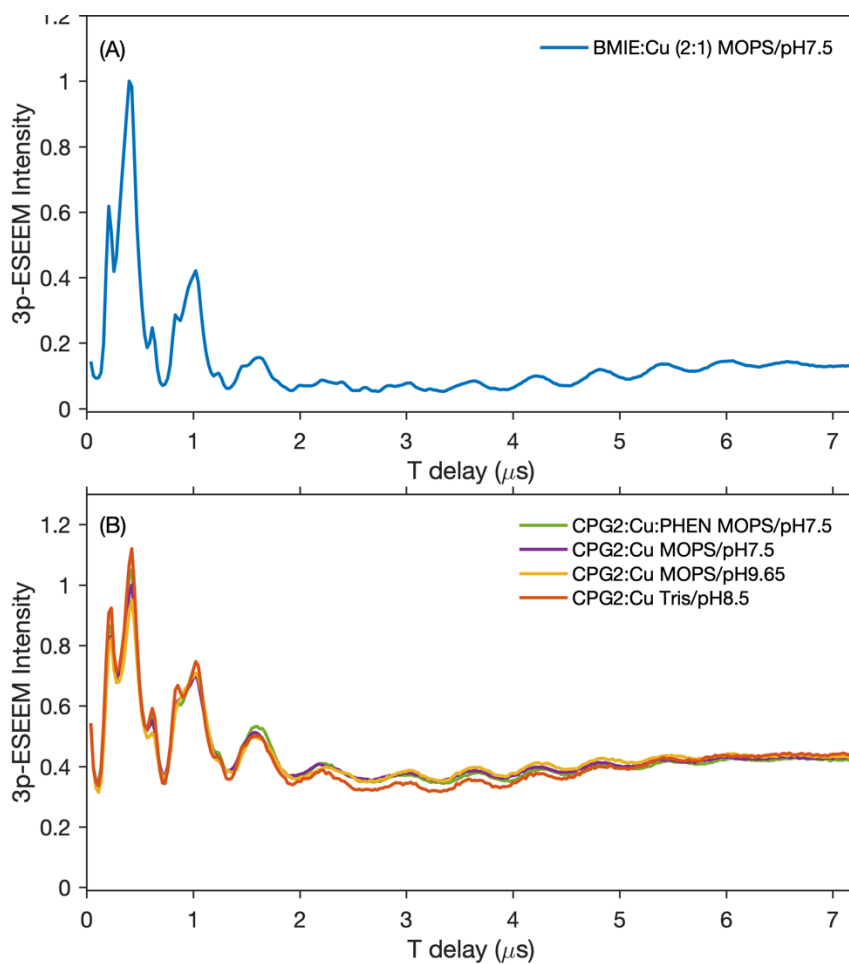 1.2
(A)
BMIE:Cu (2:1) MOPS/pH7.5
1
0.8
0.6
0.4
0.2
0
3p-ESEEM Intensity
0 1 2 3 4 5 6 7
T delay (μs)
1.2
(B)
CPG2:Cu:PHEN MOPS/pH7.5
CPG2:Cu MOPS/pH7.5
CPG2:Cu MOPS/pH9.65
CPG2:Cu Tris/pH8.5
1
0.8
0.6
0.4
0.2
0
3p-ESEEM Intensity
0 1 2 3 4 5 6 7
T delay (μs)